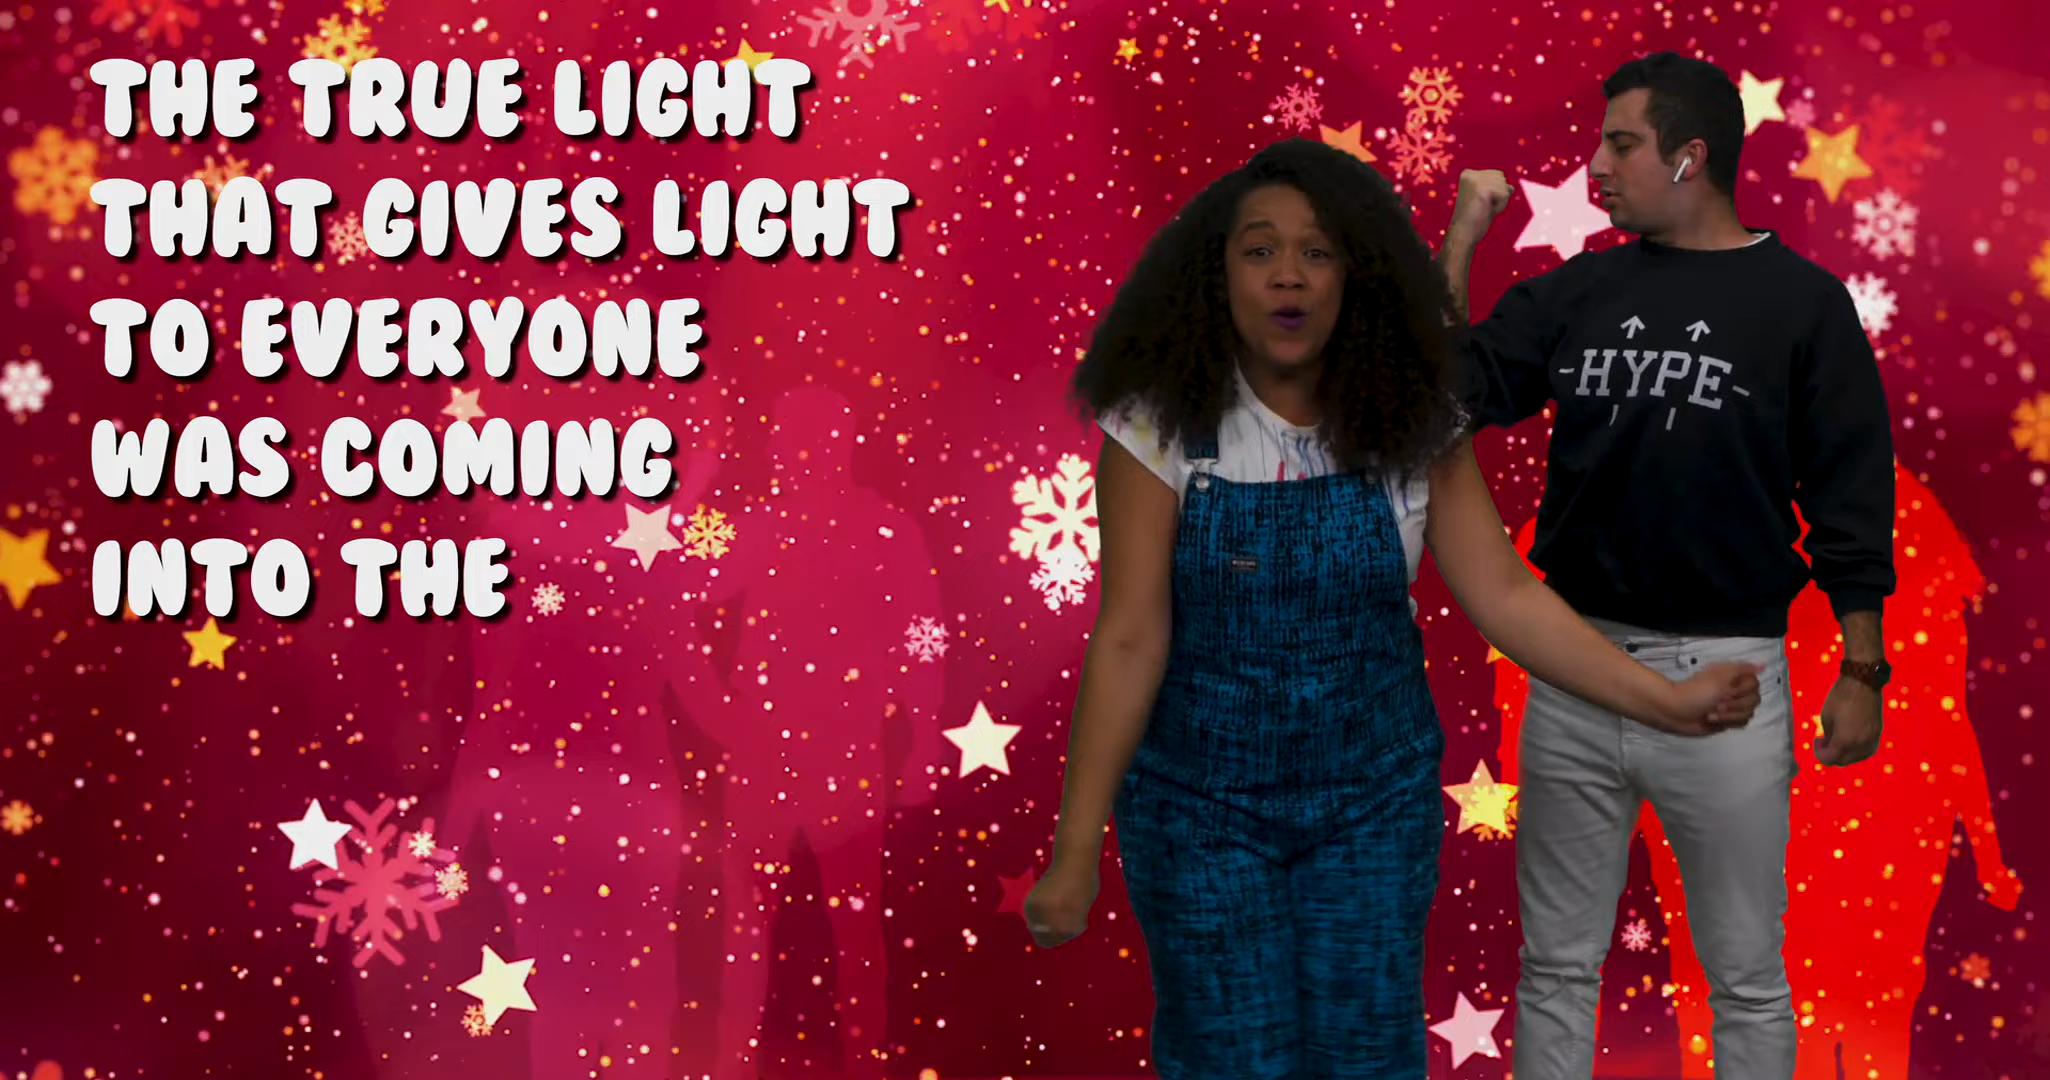 THE TRUE LIGHT
THAT GIVES LIGHT
TO EVERYONE
WAS COMING
INTO THE
-HYPE-